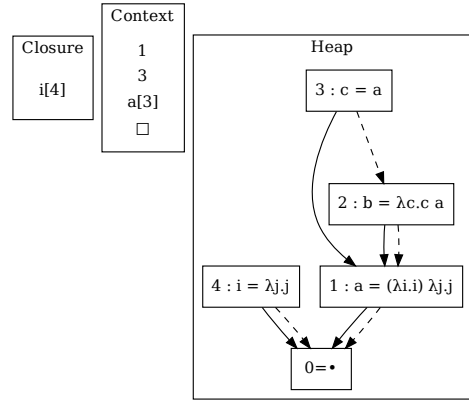 Closure
i[4]
Context
1
3
a[3]
□
Heap
3 : c = a
2 : b = λc.c a
4 : i = λj.j
1 : a = (λi.i) λj.j
0=•